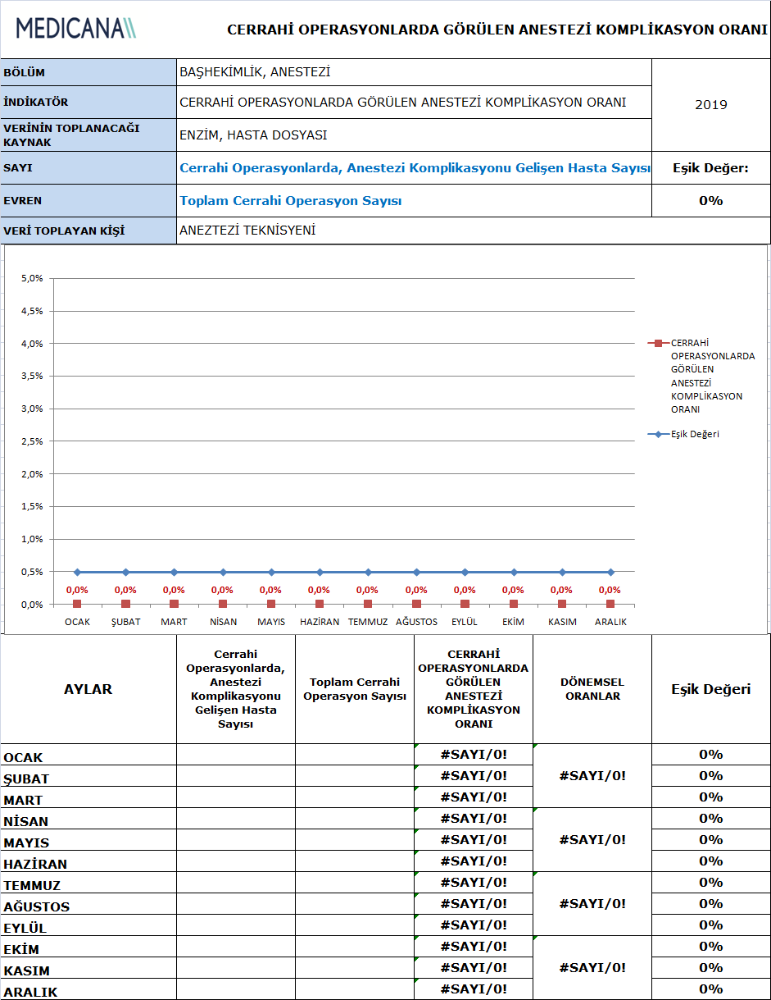 MEDICANA
CERRAHİ OPERASYONLARDA GÖRÜLEN ANESTEZİ KOMPLİKASYON ORANI
BÖLÜM
BAŞHEKİMLİK, ANESTEZİ
2019
İNDİKATÖR
CERRAHİ OPERASYONLARDA GÖRÜLEN ANESTEZİ KOMPLİKASYON ORANI
VERİNİN TOPLANACAĞI
KAYNAK
ENZİM, HASTA DOSYASI
SAYI
Cerrahi Operasyonlarda, Anestezi Komplikasyonu Gelişen Hasta Sayısı
Eşik Değer:
EVREN
Toplam Cerrahi Operasyon Sayısı
0%
VERİ TOPLAYAN KİŞİ
ANEZTEZİ TEKNİSYENİ
5,0%
4,5%
4,0%
3,5%
3,0%
2,5%
2,0%
1,5%
1,0%
0,5%
0,0%
0,0% 0,0% 0,0% 0,0% 0,0% 0,0% 0,0% 0,0% 0,0% 0,0% 0,0% 0,0%
OCAK ŞUBAT MART NİSAN MAYIS HAZİRAN TEMMUZ AĞUSTOS EYLÜL EKİM KASIM ARALIK
CERRAHİ
OPERASYONLARDA
GÖRÜLEN
ANESTEZİ
KOMPLİKASYON
ORANI
Eşik Değeri
AYLAR
Cerrahi
Operasyonlarda,
Anestezi
Komplikasyonu
Gelişen Hasta
Sayısı
Toplam Cerrahi
Operasyon Sayısı
CERRAHİ
OPERASYONLARDA
GÖRÜLEN
ANESTEZİ
KOMPLİKASYON
ORANI
DÖNEMSEL
ORANLAR
Eşik Değeri
OCAK #SAYI/0! 0%
ŞUBAT #SAYI/0! #SAYI/0! 0%
MART #SAYI/0! 0%
NİSAN #SAYI/0! 0%
MAYIS #SAYI/0! #SAYI/0! 0%
HAZİRAN #SAYI/0! 0%
TEMMUZ #SAYI/0! 0%
AĞUSTOS #SAYI/0! #SAYI/0! 0%
EYLÜL #SAYI/0! 0%
EKİM #SAYI/0! 0%
KASIM #SAYI/0! #SAYI/0! 0%
ARALIK #SAYI/0! 0%